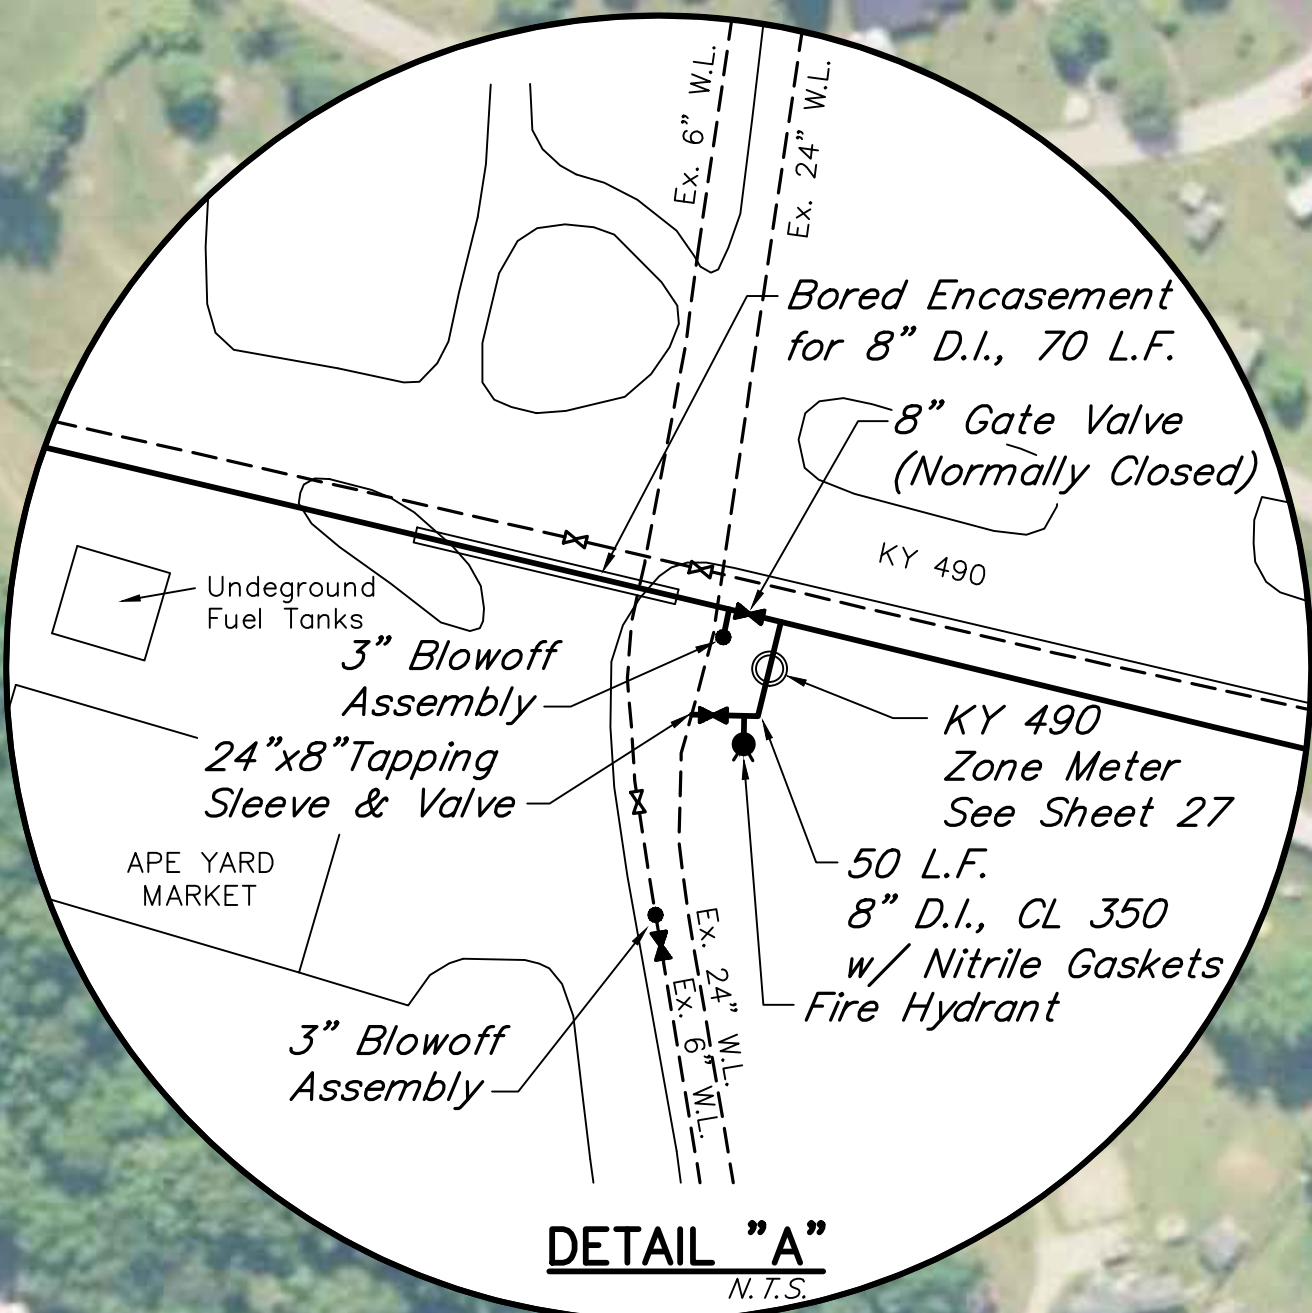 Ex. 6" W.L.
Ex. 24" W.L.
Bored Encasement
for 8" D.I., 70 L.F.
8" Gate Valve
(Normally Closed)
KY 490
Undeground
Fuel Tanks
3" Blowoff
Assembly
KY 490
Zone Meter
See Sheet 27
24"x8"Tapping
Sleeve & Valve
APE YARD
MARKET
50 L.F.
8" D.I., CL 350
w/ Nitrile Gaskets
Fire Hydrant
Ex. 24" W.L.
Ex. 6" W.L.
3" Blowoff
Assembly
DETAIL "A"
N.T.S.